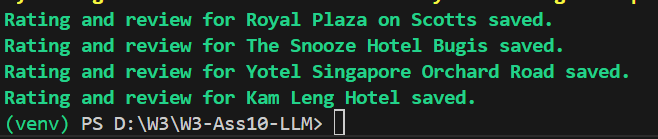 Rating and review for Royal Plaza on Scotts saved.
Rating and review for The Snooze Hotel Bugis saved.
Rating and review for Yotel Singapore Orchard Road saved.
Rating and review for Kam Leng Hotel saved.
(venv) PS D:\W3\W3-Ass10-LLM>